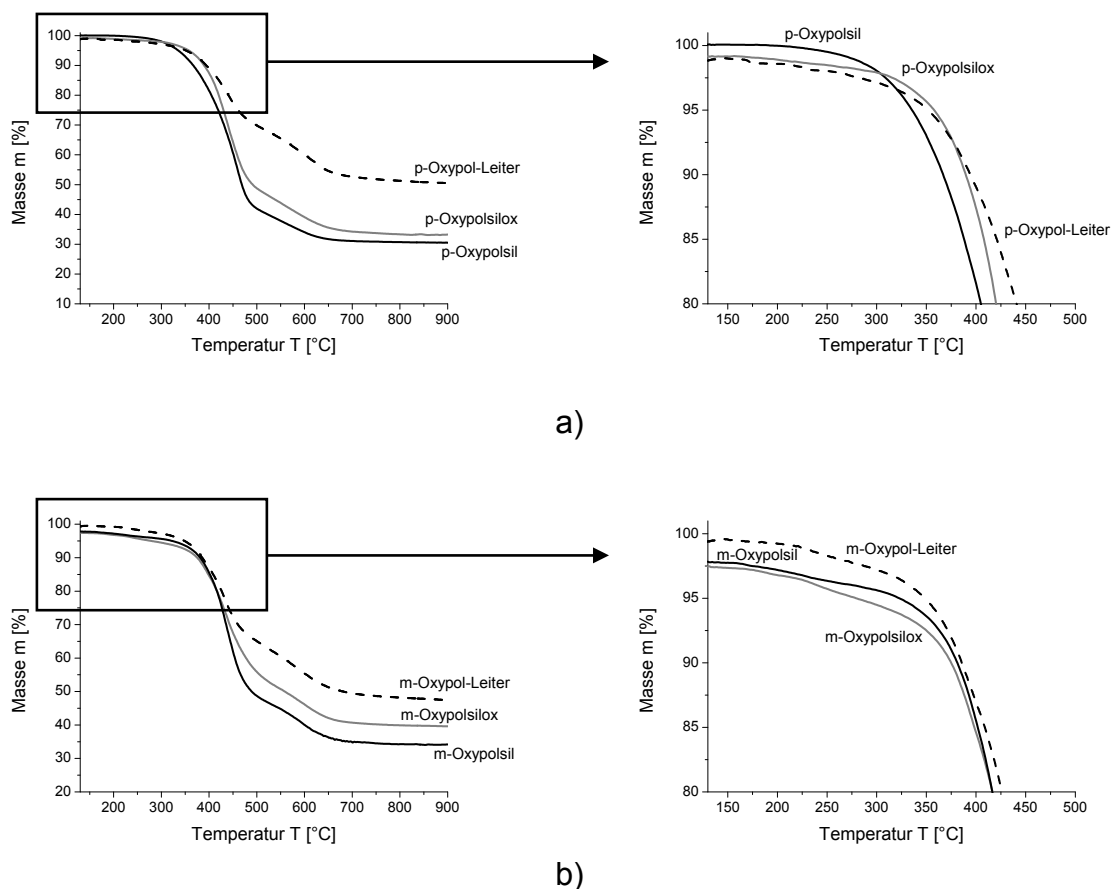 100
90
80
70
60
50
40
30
20
10
Masse m [%]
p-Oxypol-Leiter
p-Oxypolsilox
p-Oxypolsil
200 300 400 500 600 700 800 900
Temperatur T [°C]
100
95
90
85
80
Masse m [%]
p-Oxypolsil
p-Oxypolsilox
p-Oxypol-Leiter
150 200 250 300 350 400 450 500
Temperatur T [°C]
a)
100
90
80
70
60
50
40
30
20
Masse m [%]
m-Oxypol-Leiter
m-Oxypolsilox
m-Oxypolsil
200 300 400 500 600 700 800 900
Temperatur T [°C]
100
95
90
85
80
Masse m [%]
m-Oxypolsil
m-Oxypol-Leiter
m-Oxypolsilox
150 200 250 300 350 400 450 500
Temperatur T [°C]
b)